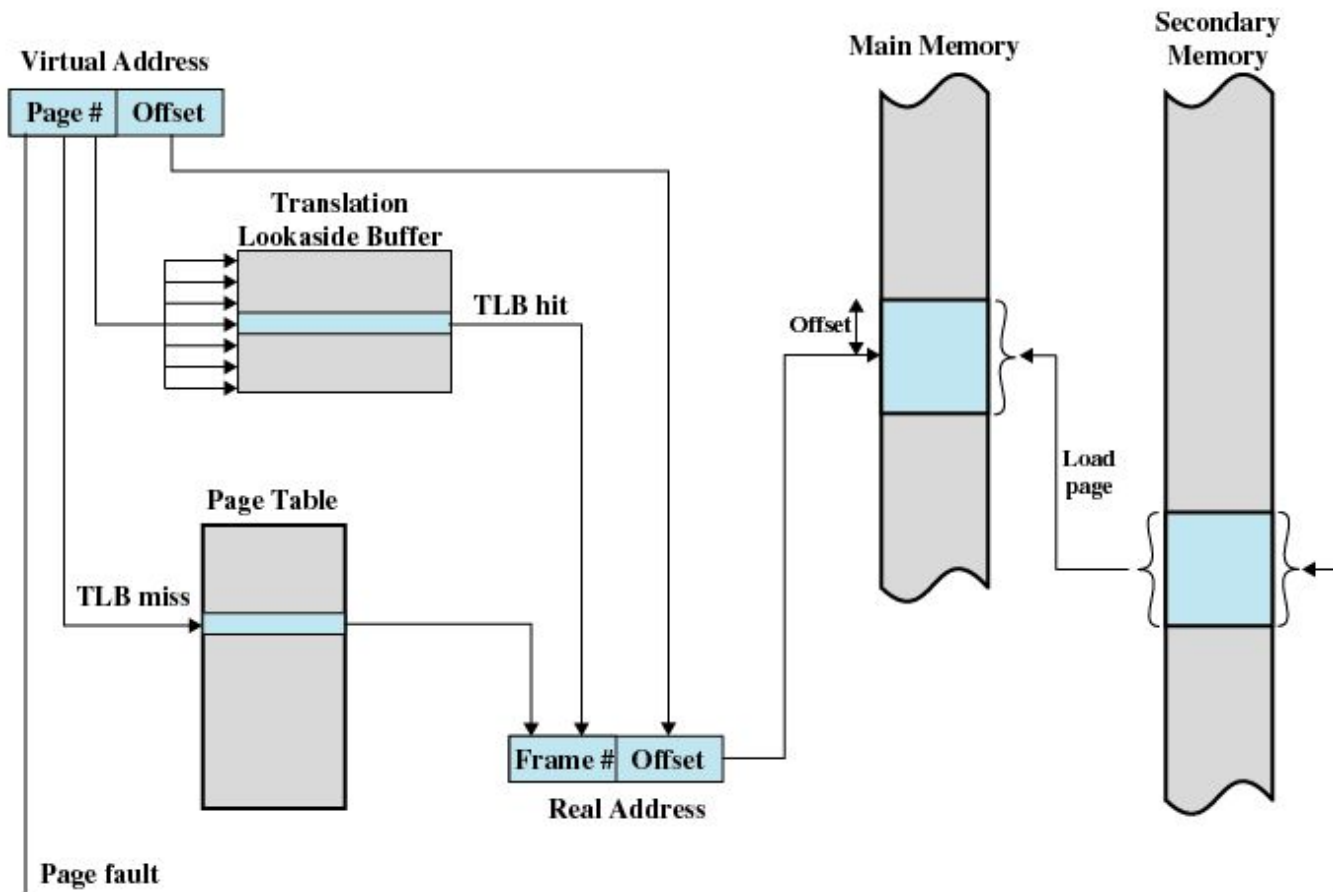 Secondary
Memory
Main Memory
Virtual Address
Page # Offset
Translation
Lookaside Buffer
TLB hit
Offset
Load
page
Page Table
TLB miss
Frame # Offset
Real Address
Page fault